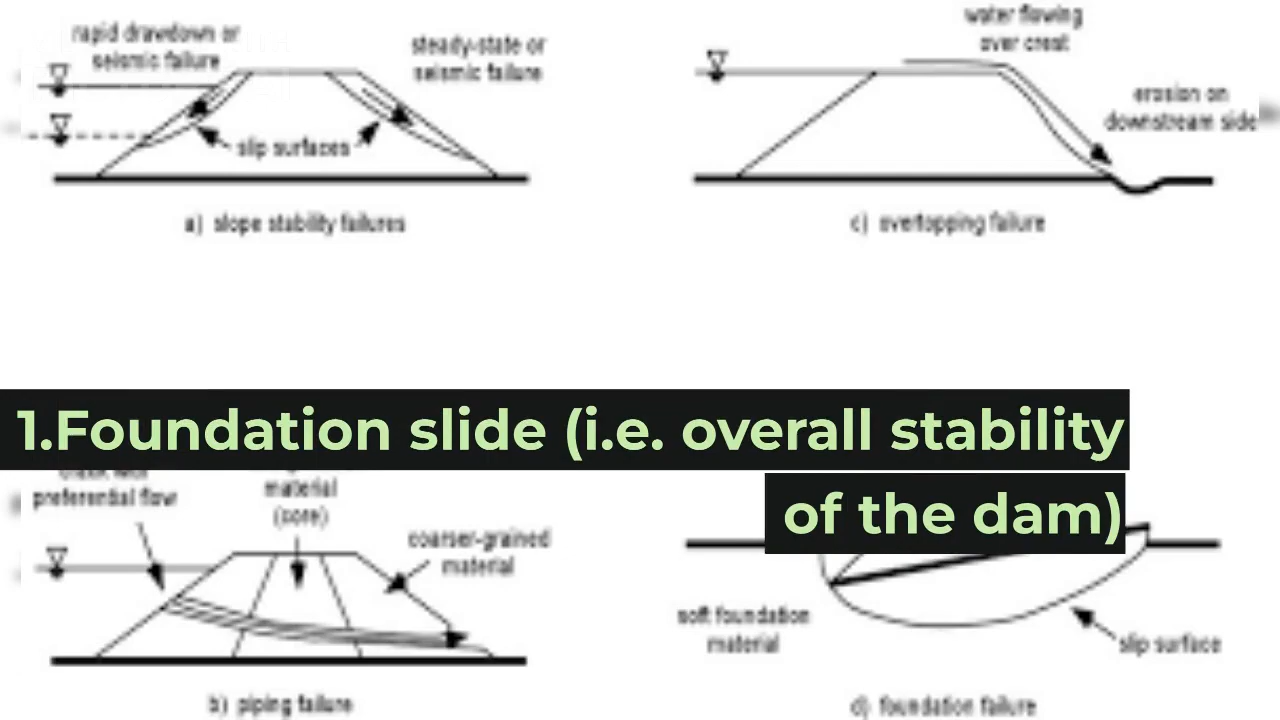 rapid drawdown or
seismic failure
steady-state or
seismic failure
slip surfaces
a) slope stability failures
water flowing
over crest
erosion on
downstream side
c) overtopping failure
1.Foundation slide (i.e. overall stability
of the dam)
preferential flow
material
(core)
coarser-grained
material
b) piping failure
soft foundation
material
slip surface
d) foundation failure